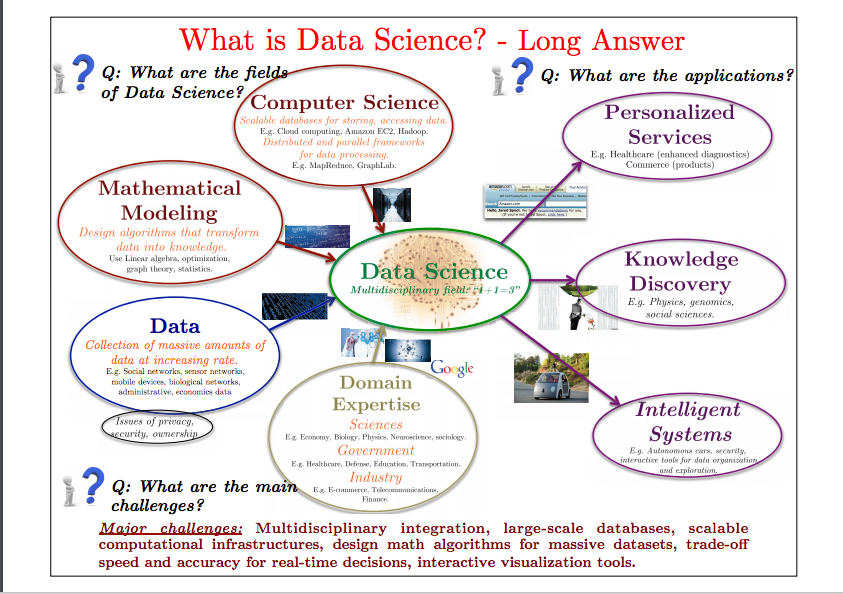 What is Data Science? - Long Answer
Q: What are the fields
of Data Science?
Q: What are the applications?
Computer Science
Scalable databases for storing, accessing data.
E.g. Cloud computing, Amazon EC2, Hadoop.
Distributed and parallel frameworks
for data processing.
E.g. MapReduce, GraphLab.
Personalized
Services
E.g. Healthcare (enhanced diagnostics)
Commerce (products)
Mathematical
Modeling
Design algorithms that transform
data into knowledge.
Use Linear algebra, optimization,
graph theory, statistics.
Data Science
Multidisciplinary field: "1+1=3"
Knowledge
Discovery
E.g. Physics, genomics,
social sciences.
Data
Collection of massive amounts of
data at increasing rate.
E.g. Social networks, sensor networks,
mobile devices, biological networks,
administrative, economics data
Issues of privacy,
security, ownership
Google
Domain
Expertise
Sciences
E.g. Economy, Biology, Physics, Neuroscience, sociology.
Government
E.g. Healthcare, Defense, Education, Transportation.
Industry
E.g. E-commerce, Telecommunications,
Finance.
Intelligent
Systems
E.g. Autonomous cars, security,
interactive tools for data organization
and exploration.
Q: What are the main
challenges?
Major challenges: Multidisciplinary integration, large-scale databases, scalable
computational infrastructures, design math algorithms for massive datasets, trade-off
speed and accuracy for real-time decisions, interactive visualization tools.